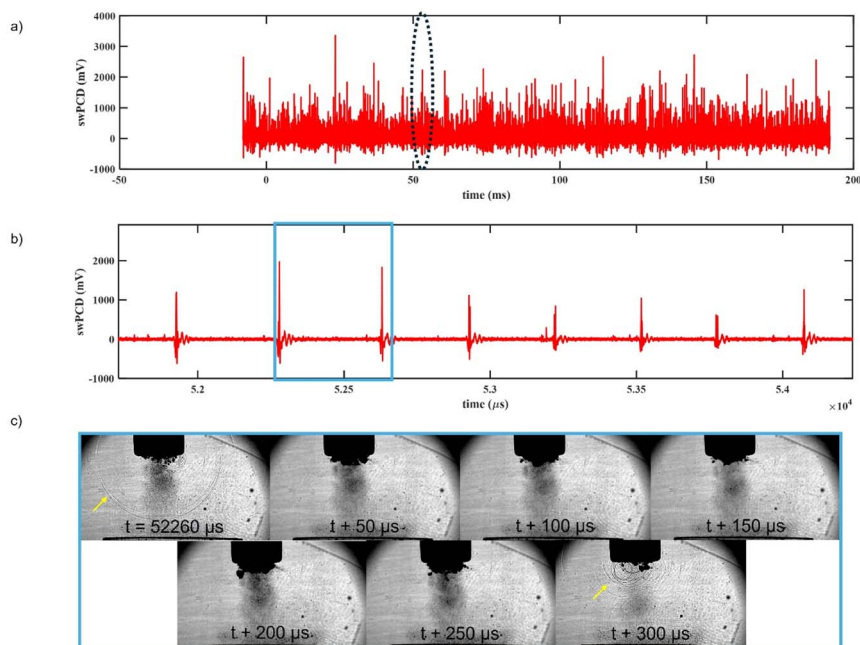 a)
4000
3000
2000
1000
0
-1000
swPCD (mV)
-50
0
50
100
150
200
time (ms)
b)
2000
1000
0
-1000
swPCD (mV)
5.2
5.25
5.3
5.35
5.4
time (μs)
×10⁴
c)
t = 52260 μs
t + 50 μs
t + 100 μs
t + 150 μs
t + 200 μs
t + 250 μs
t + 300 μs